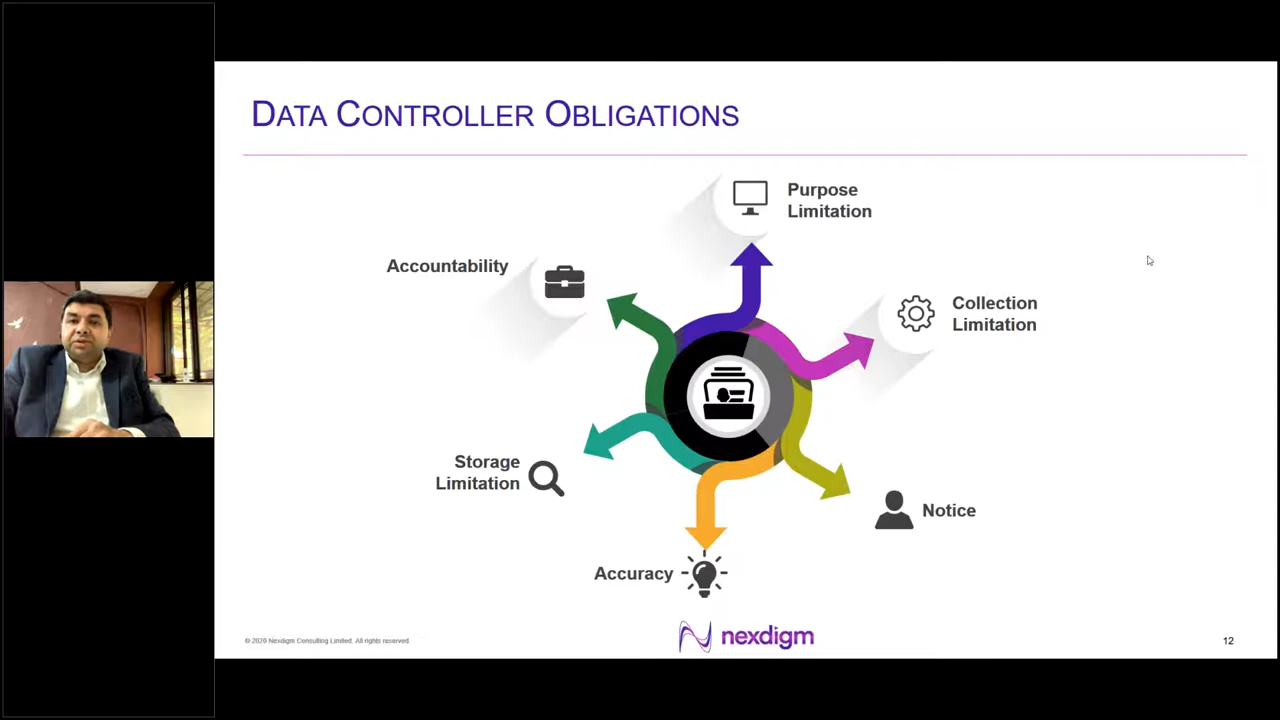 DATA CONTROLLER OBLIGATIONS
Purpose
Limitation
Accountability
Collection
Limitation
Storage
Limitation
Notice
Accuracy
© 2020 Nexdigm Consulting Limited. All rights reserved.
nexdigm
12